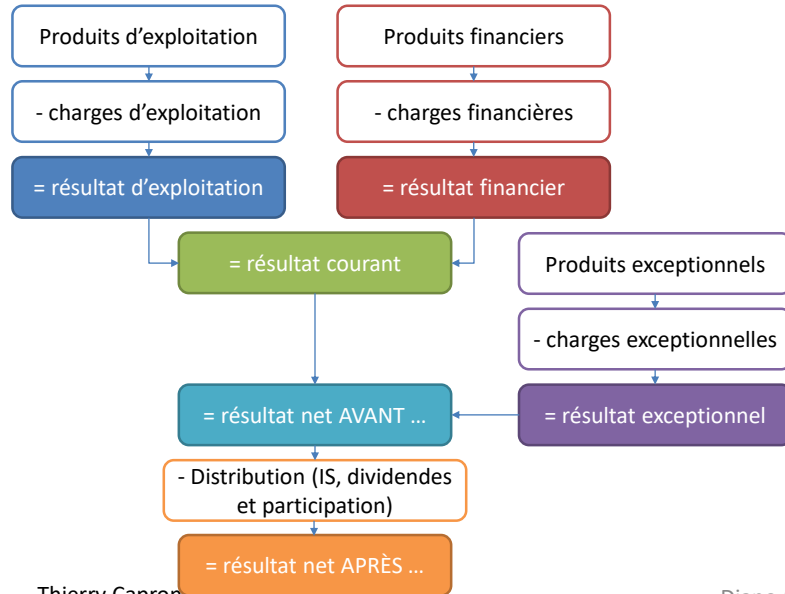 Produits d'exploitation
- charges d'exploitation
= résultat d'exploitation
Produits financiers
- charges financières
= résultat financier
= résultat courant
Produits exceptionnels
- charges exceptionnelles
= résultat exceptionnel
= résultat net AVANT ...
- Distribution (IS, dividendes
et participation)
= résultat net APRÈS ...
Thierry